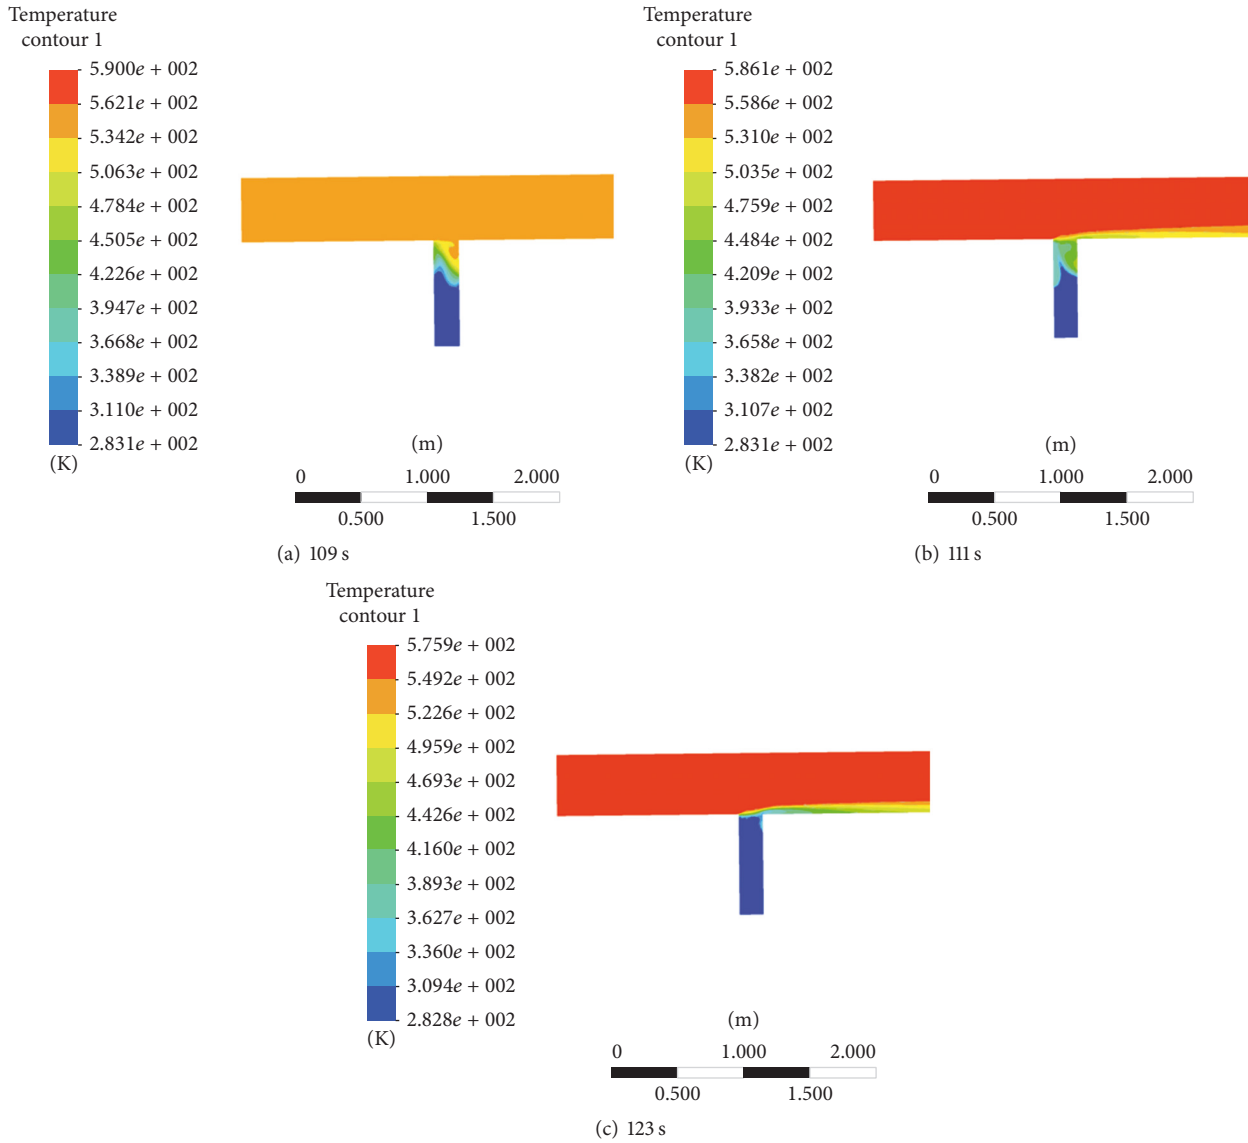 Temperature
contour 1
5.900e + 002
5.621e + 002
5.342e + 002
5.063e + 002
4.784e + 002
4.505e + 002
4.226e + 002
3.947e + 002
3.668e + 002
3.389e + 002
3.110e + 002
2.831e + 002
(K)
(m)
0 1.000 2.000
0.500 1.500
(a) 109 s
Temperature
contour 1
5.861e + 002
5.586e + 002
5.310e + 002
5.035e + 002
4.759e + 002
4.484e + 002
4.209e + 002
3.933e + 002
3.658e + 002
3.382e + 002
3.107e + 002
2.831e + 002
(K)
(m)
0 1.000 2.000
0.500 1.500
(b) 111 s
Temperature
contour 1
5.759e + 002
5.492e + 002
5.226e + 002
4.959e + 002
4.693e + 002
4.426e + 002
4.160e + 002
3.893e + 002
3.627e + 002
3.360e + 002
3.094e + 002
2.828e + 002
(K)
(m)
0 1.000 2.000
0.500 1.500
(c) 123 s